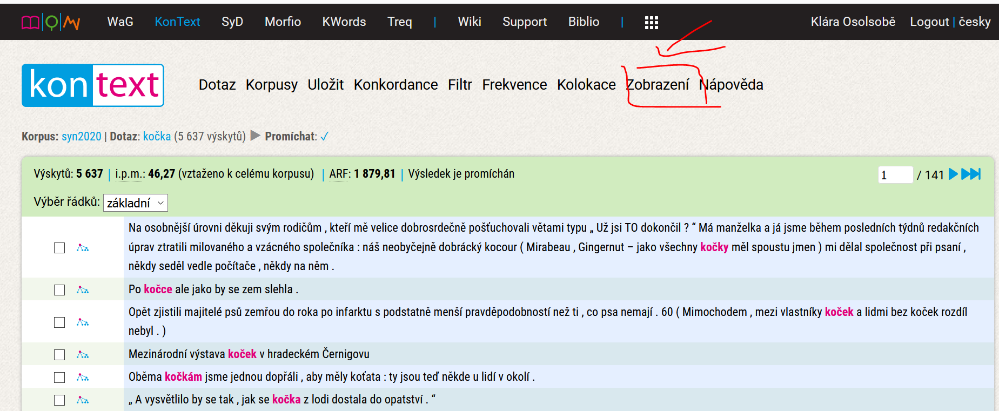 WaG KonText SyD Morfio KWords Treq | Wiki Support Biblio | Klára Osolsobě Logout | česky
kontext Dotaz Korpusy Uložit Konkordance Filtr Frekvence Kolokace Zobrazení Nápověda
Korpus: syn2020 | Dotaz: kočka (5 637 výskytů) Promíchat: ✓
Výskytů: 5 637 | i.p.m.: 46,27 (vztaženo k celému korpusu) | ARF: 1 879,81 | Výsledek je promíchán 1 / 141
Výběr řádků: základní
Na osobnější úrovni děkuji svým rodičům , kteří mě velice dobrosrdečně pošťuchovali větami typu „ Už jsi TO dokončil ? “ Má manželka a já jsme během posledních týdnů redakčních
úprav ztratili milovaného a vzácného společníka : náš neobyčejně dobrácký kocour ( Mirabeau , Gingernut – jako všechny kočky měl spoustu jmen ) mi dělal společnost při psaní ,
někdy seděl vedle počítače , někdy na něm .
Po kočce ale jako by se zem slehla .
Opět zjistili majitelé psů zemřou do roka po infarktu s podstatně menší pravděpodobností než ti , co psa nemají . 60 ( Mimochodem , mezi vlastníky koček a lidmi bez koček rozdíl
nebyl . )
Mezinárodní výstava koček v hradeckém Černigovu
Oběma kočkám jsme jednou dopřáli , aby měly koťata : ty jsou teď někde u lidí v okolí .
„ A vysvětlilo by se tak , jak se kočka z lodi dostala do opatství . “